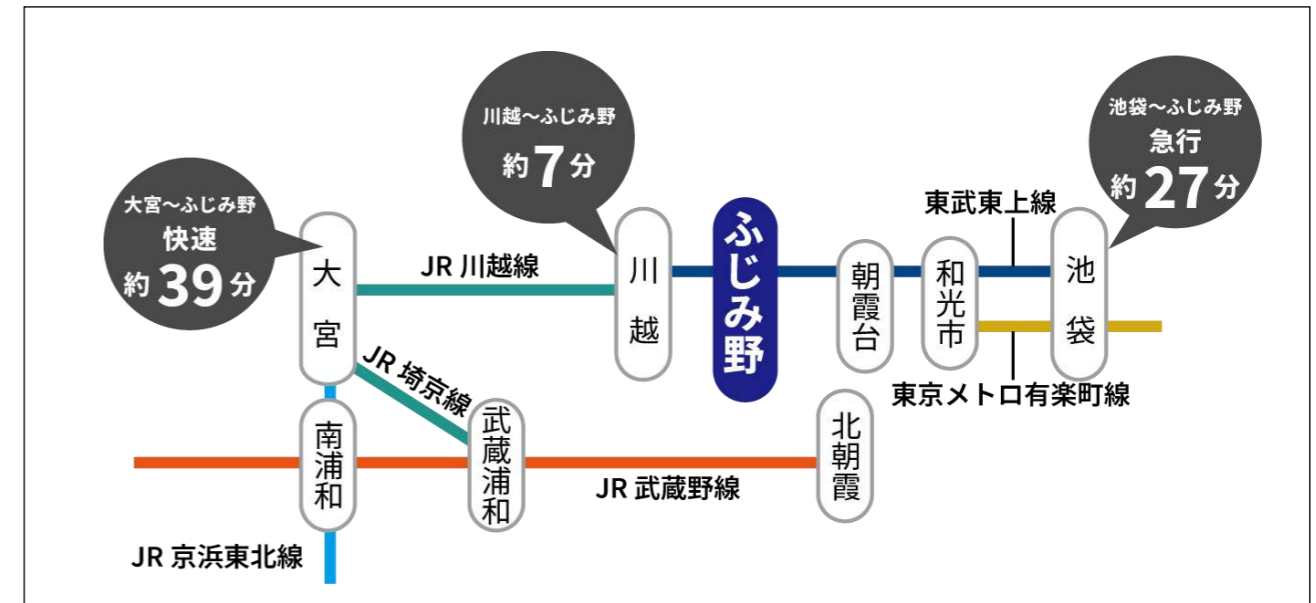 川越～ふじみ野
約7分
池袋～ふじみ野
急行
約27分
大宮～ふじみ野
快速
約39分
東武東上線
JR 川越線
大宮
川越
ふじみ野
朝霞台
和光市
池袋
JR 埼京線
東京メトロ有楽町線
南浦和
武蔵浦和
北朝霞
JR 武蔵野線
JR 京浜東北線